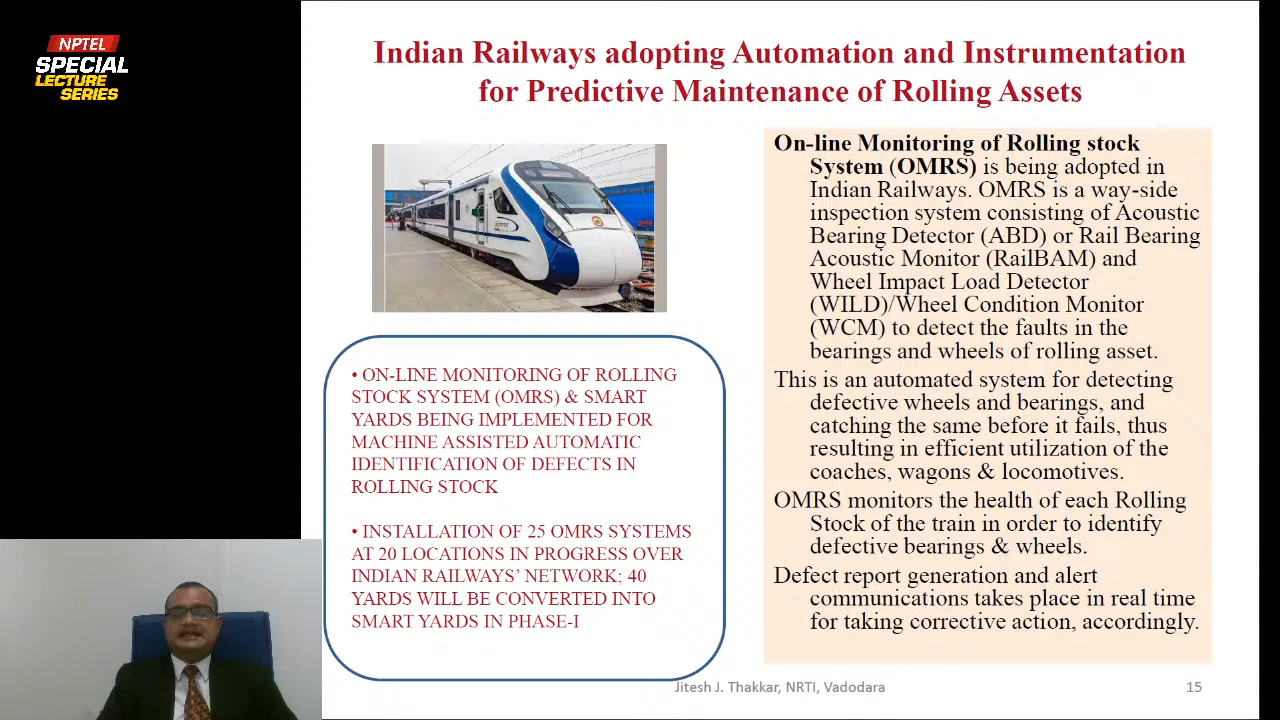 NPTEL
SPECIAL
LECTURE
SERIES
Indian Railways adopting Automation and Instrumentation
for Predictive Maintenance of Rolling Assets
• ON-LINE MONITORING OF ROLLING
STOCK SYSTEM (OMRS) & SMART
YARDS BEING IMPLEMENTED FOR
MACHINE ASSISTED AUTOMATIC
IDENTIFICATION OF DEFECTS IN
ROLLING STOCK
• INSTALLATION OF 25 OMRS SYSTEMS
AT 20 LOCATIONS IN PROGRESS OVER
INDIAN RAILWAYS’ NETWORK; 40
YARDS WILL BE CONVERTED INTO
SMART YARDS IN PHASE-I
On-line Monitoring of Rolling stock
System (OMRS) is being adopted in
Indian Railways. OMRS is a way-side
inspection system consisting of Acoustic
Bearing Detector (ABD) or Rail Bearing
Acoustic Monitor (RailBAM) and
Wheel Impact Load Detector
(WILD)/Wheel Condition Monitor
(WCM) to detect the faults in the
bearings and wheels of rolling asset.
This is an automated system for detecting
defective wheels and bearings, and
catching the same before it fails, thus
resulting in efficient utilization of the
coaches, wagons & locomotives.
OMRS monitors the health of each Rolling
Stock of the train in order to identify
defective bearings & wheels.
Defect report generation and alert
communications takes place in real time
for taking corrective action, accordingly.
Jitesh J. Thakkar, NRTI, Vadodara
15